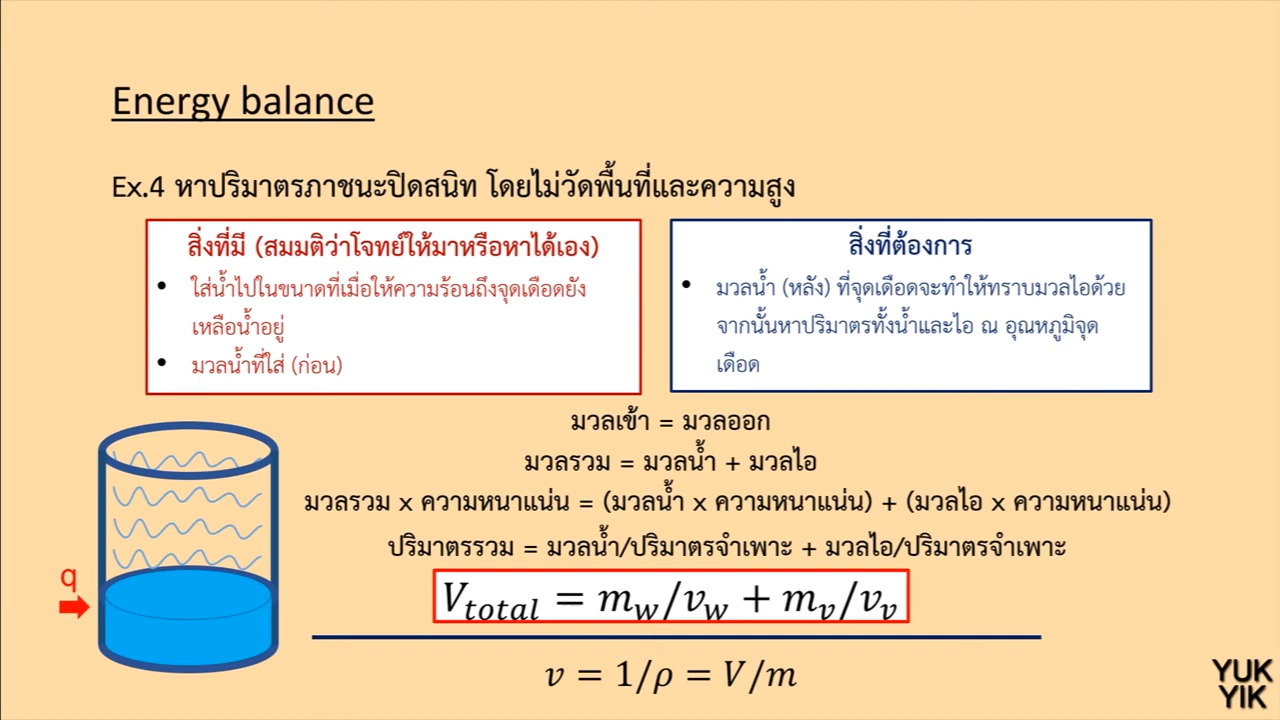 Energy balance
Ex.4 หาปริมาตรภาชนะปิดสนิท โดยไม่วัดพื้นที่และความสูง
สิ่งที่มี (สมมติว่าโจทย์ให้มาหรือหาได้เอง)
• ใส่น้ำไปในขนาดที่เมื่อให้ความร้อนถึงจุดเดือดยัง
เหลือน้ำอยู่
• มวลน้ำที่ใส่ (ก่อน)
สิ่งที่ต้องการ
• มวลน้ำ (หลัง) ที่จุดเดือดจะทำให้ทราบมวลไอด้วย
จากนั้นหาปริมาตรทั้งน้ำและไอ ณ อุณหภูมิจุด
เดือด
มวลเข้า = มวลออก
มวลรวม = มวลน้ำ + มวลไอ
มวลรวม x ความหนาแน่น = (มวลน้ำ x ความหนาแน่น) + (มวลไอ x ความหนาแน่น)
ปริมาตรรวม = มวลน้ำ/ปริมาตรจำเพาะ + มวลไอ/ปริมาตรจำเพาะ
q
V_total = m_w/v_w + m_v/v_v
v = 1/ρ = V/m
YUK
YIK